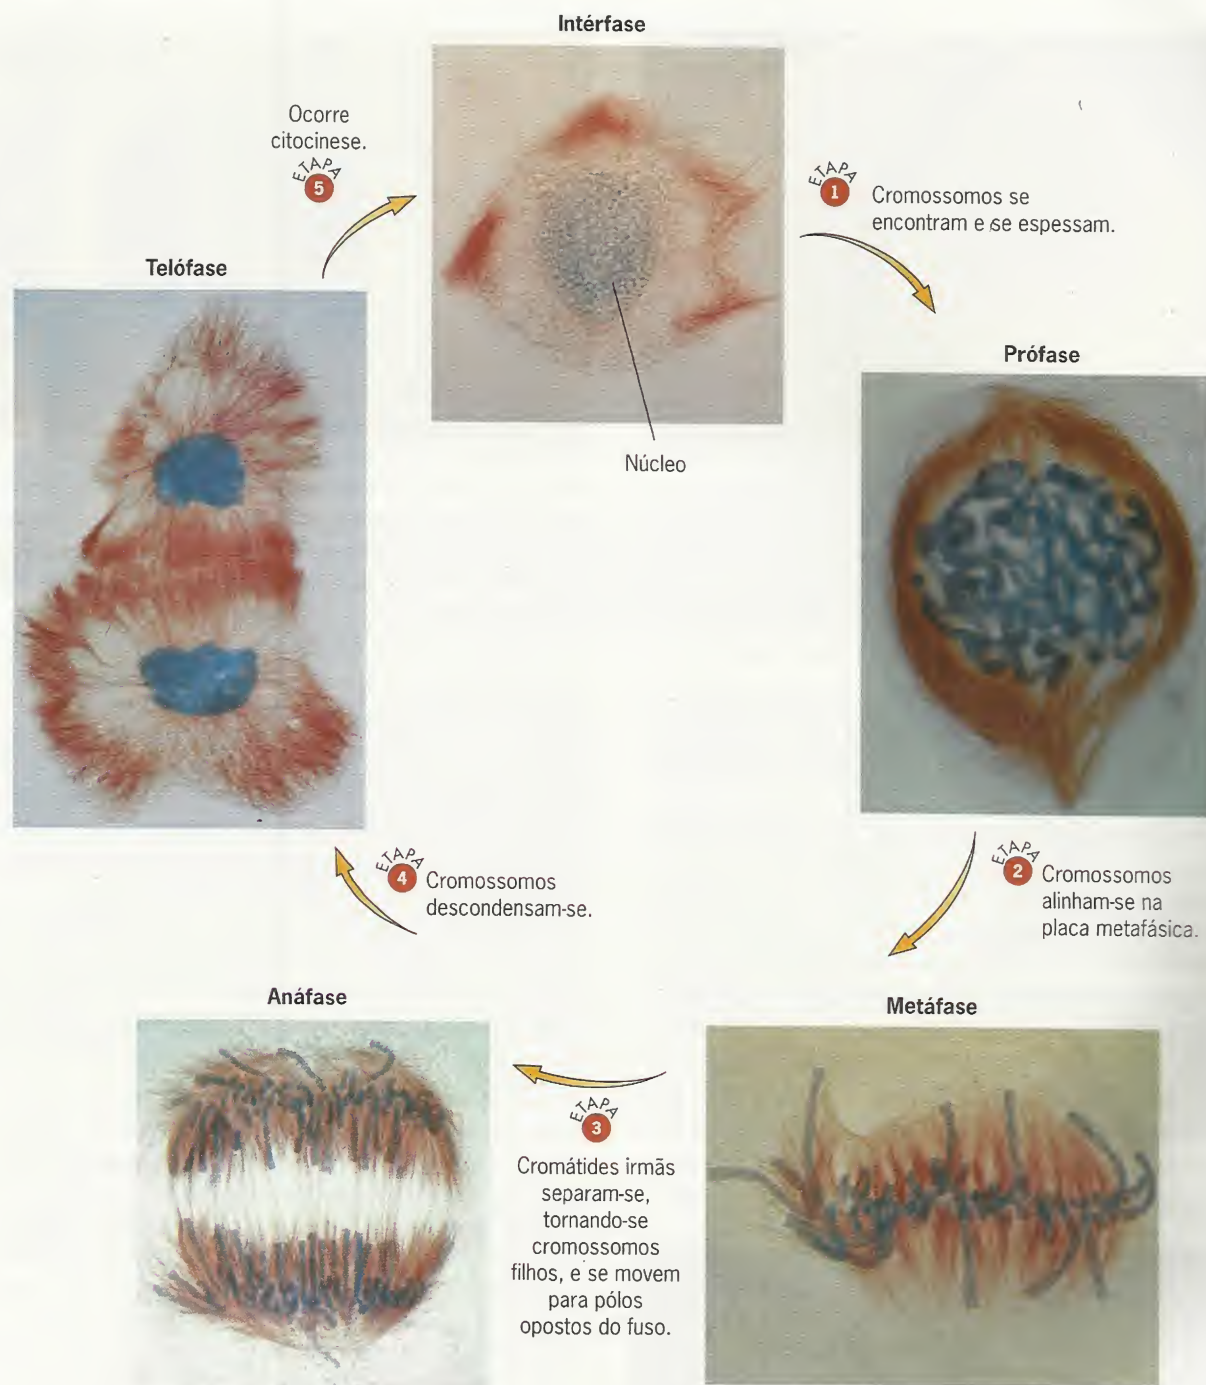 Intérfase
Ocorre
citocinese.
ETAPA
5
ETAPA
1
Cromossomos se
encontram e se espessam.
Telófase
Prófase
Núcleo
ETAPA
4
Cromossomos
descondensam-se.
ETAPA
2
Cromossomos
alinham-se na
placa metafásica.
Anáfase
Metáfase
ETAPA
3
Cromátides irmãs
separam-se,
tornando-se
cromossomos
filhos, e se movem
para pólos
opostos do fuso.